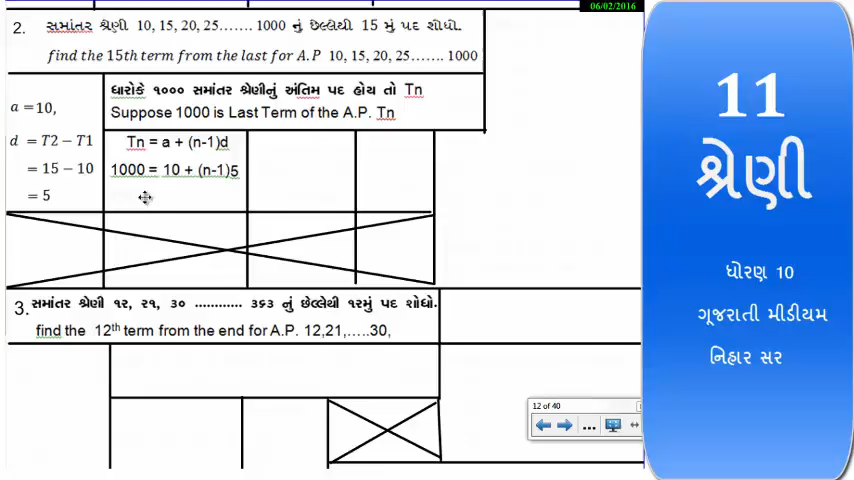 06/02/2016
2. સમાંતર શ્રેણી 10, 15, 20, 25……. 1000 નું છેલ્લેથી 15 મું પદ શોધો.
find the 15th term from the last for A.P 10, 15, 20, 25……. 1000
a = 10,
d = T2 − T1
= 15 − 10
= 5
ધારોકે ૧૦૦૦ સમાંતર શ્રેણીનું અંતિમ પદ હોય તો Tn
Suppose 1000 is Last Term of the A.P. Tn
Tn = a + (n-1)d
1000 = 10 + (n-1)5
3. સમાંતર શ્રેણી ૧૨, ૨૧, ૩૦ ............ ૩૬૩ નું છેલ્લેથી ૧૨મું પદ શોધો.
find the 12th term from the end for A.P. 12,21,…..30,
12 of 40
11
શ્રેણી
ધોરણ 10
ગૂજરાતી મીડીયમ
નિહાર સર